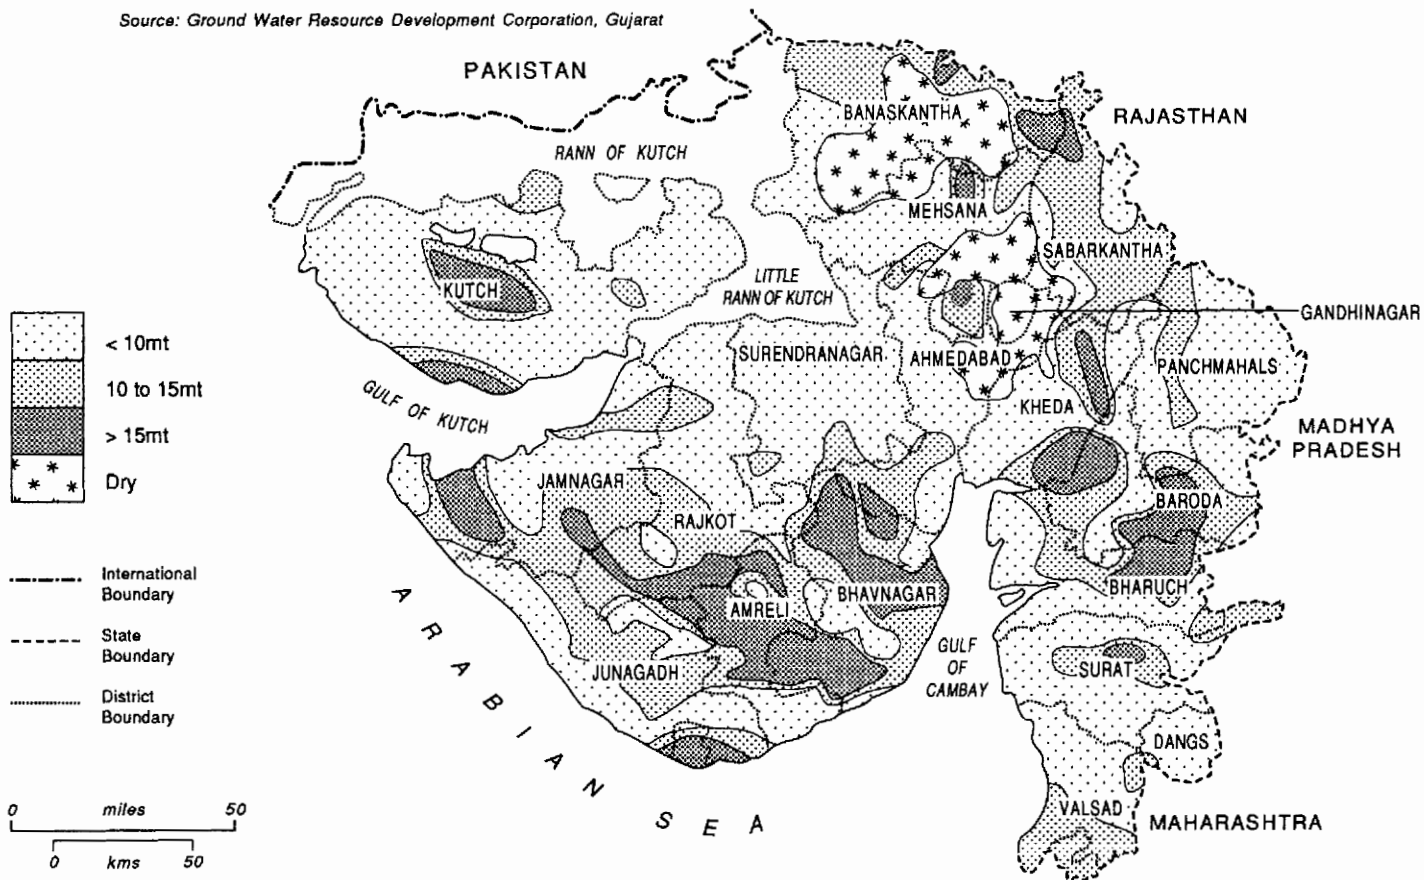 Source: Ground Water Resource Development Corporation, Gujarat
PAKISTAN
RAJASTHAN
BANASKANTHA
RANN OF KUTCH
MEHSANA
SABARKANTHA
KUTCH
LITTLE
RANN OF KUTCH
GANDHINAGAR
< 10mt
10 to 15mt
> 15mt
Dry
SURENDRANAGAR
AHMEDABAD
PANCHMAHALS
GULF OF KUTCH
KHEDA
MADHYA
PRADESH
JAMNAGAR
RAJKOT
BARODA
International
Boundary
State
Boundary
District
Boundary
AMRELI
BHAVNAGAR
BHARUCH
JUNAGADH
GULF
OF
CAMBAY
SURAT
DANGS
ARABIAN SEA
VALSAD
MAHARASHTRA
0 miles 50
0 kms 50